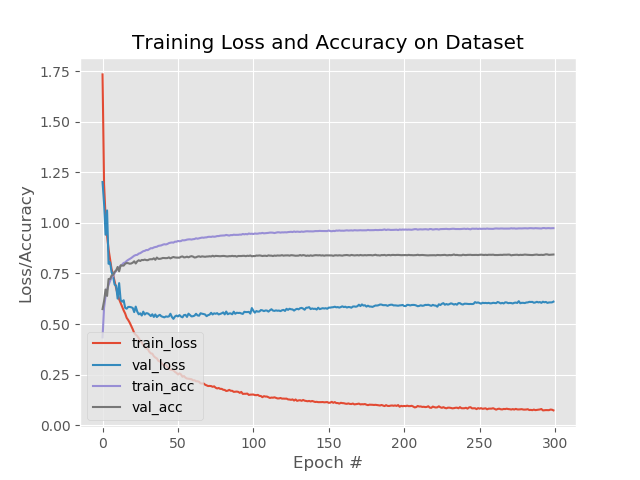 Training Loss and Accuracy on Dataset
1.75
1.50
1.25
1.00
0.75
0.50
0.25
0.00
Loss/Accuracy
train_loss
val_loss
train_acc
val_acc
0 50 100 150 200 250 300
Epoch #